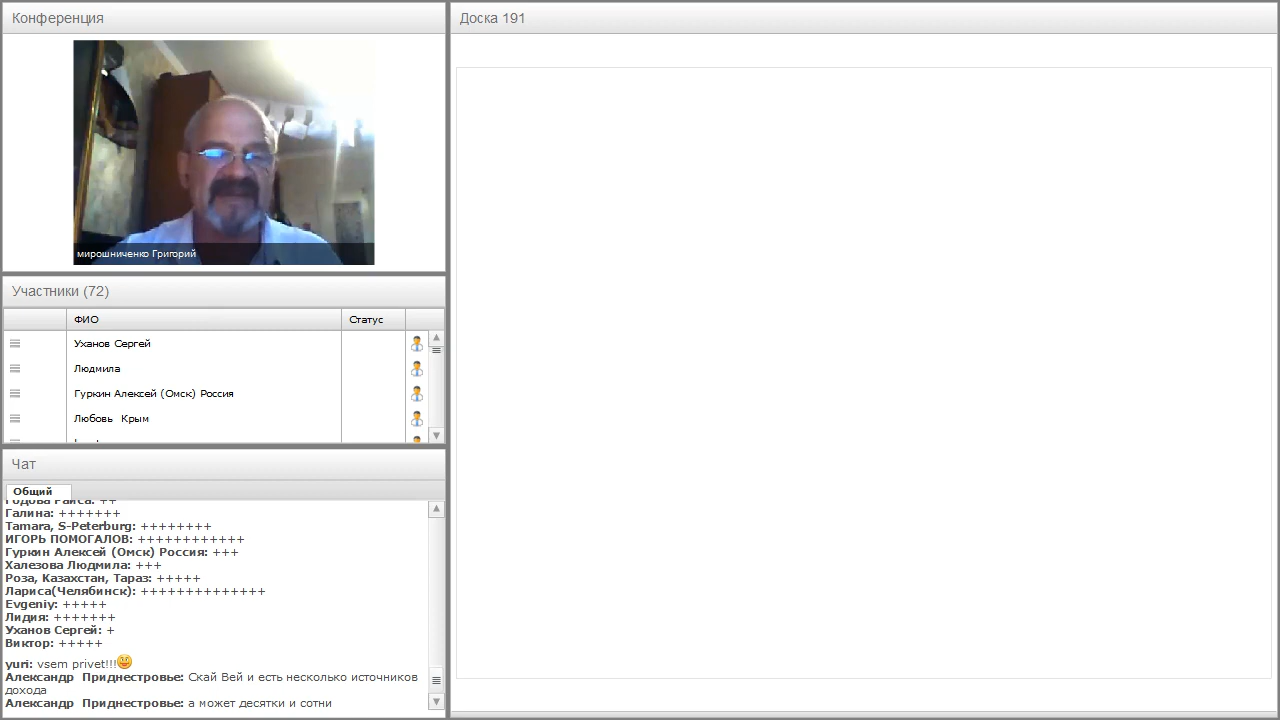 Конференция
мирошниченко Григорий
Участники (72)
ФИО Статус
Уханов Сергей
Людмила
Гуркин Алексей (Омск) Россия
Любовь Крым
Чат
Общий
Годова Раиса: ++
Галина: +++++++
Tamara, S-Peterburg: ++++++++
ИГОРЬ ПОМОГАЛОВ: ++++++++++++
Гуркин Алексей (Омск) Россия: +++
Халезова Людмила: +++
Роза, Казахстан, Тараз: +++++
Лариса(Челябинск): ++++++++++++++
Evgeniy: +++++
Лидия: +++++++
Уханов Сергей: +
Виктор: +++++
yuri: vsem privet!!!
Александр Приднестровье: Скай Вей и есть несколько источников
дохода
Александр Приднестровье: а может десятки и сотни
Доска 191